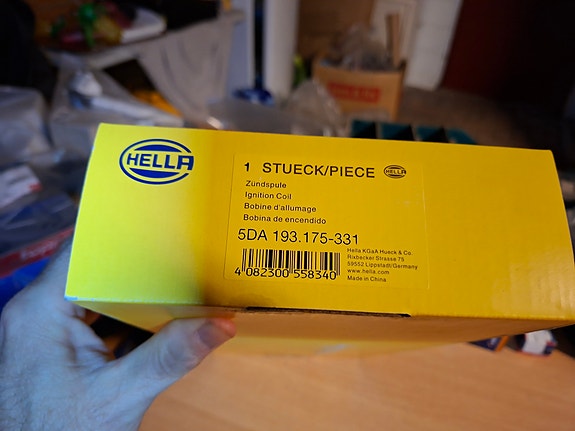 HELLA
1 STUECK/PIECE HELLA
Zündspule
Ignition Coil
Bobine d'allumage
Bobina de encendido
5DA 193.175-331
Hella KGaA Hueck & Co.
Rixbecker Strasse 75
59552 Lippstadt/Germany
www.hella.com
Made in China
4 082300 558340